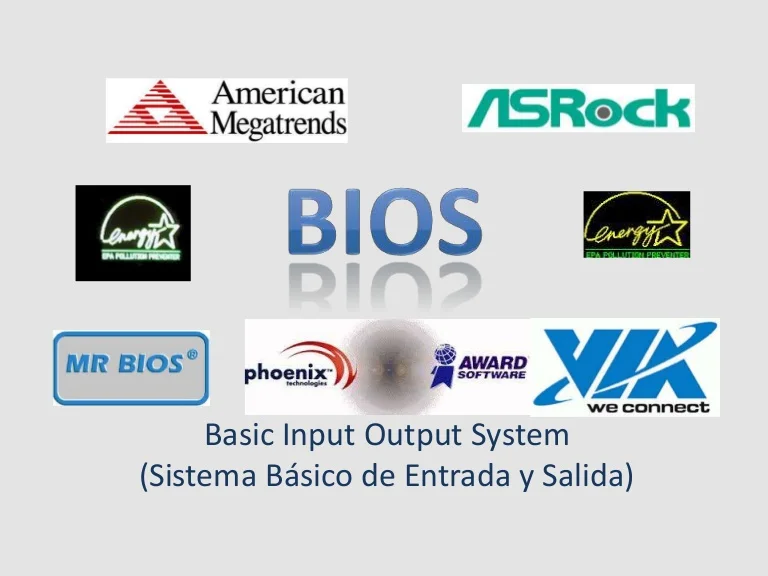 American
Megatrends
ASRock
energy
EPA POLLUTION PREVENTER
BIOS
energy
EPA POLLUTION PREVENTER
MR BIOS®
phoenix™
technologies
AWARD
SOFTWARE
VIA
we connect
Basic Input Output System
(Sistema Básico de Entrada y Salida)